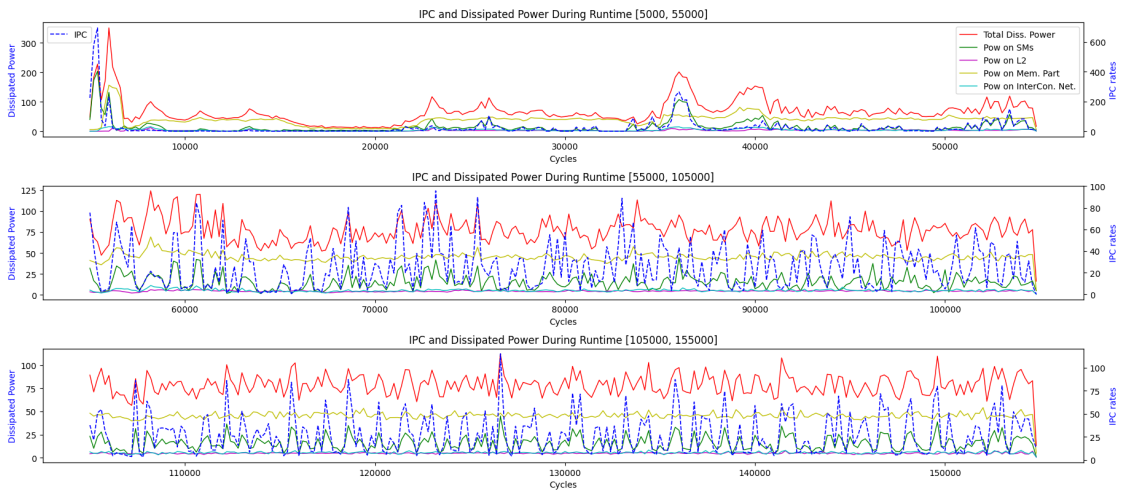 IPC and Dissipated Power During Runtime [5000, 55000]
IPC
Total Diss. Power
Pow on SMs
Pow on L2
Pow on Mem. Part
Pow on InterCon. Net.
Dissipated Power
IPC rates
300
200
100
0
600
400
200
0
10000 20000 30000 40000 50000
Cycles
IPC and Dissipated Power During Runtime [55000, 105000]
Dissipated Power
IPC rates
125
100
75
50
25
0
100
80
60
40
20
0
60000 70000 80000 90000 100000
Cycles
IPC and Dissipated Power During Runtime [105000, 155000]
Dissipated Power
IPC rates
100
75
50
25
0
100
75
50
25
0
110000 120000 130000 140000 150000
Cycles